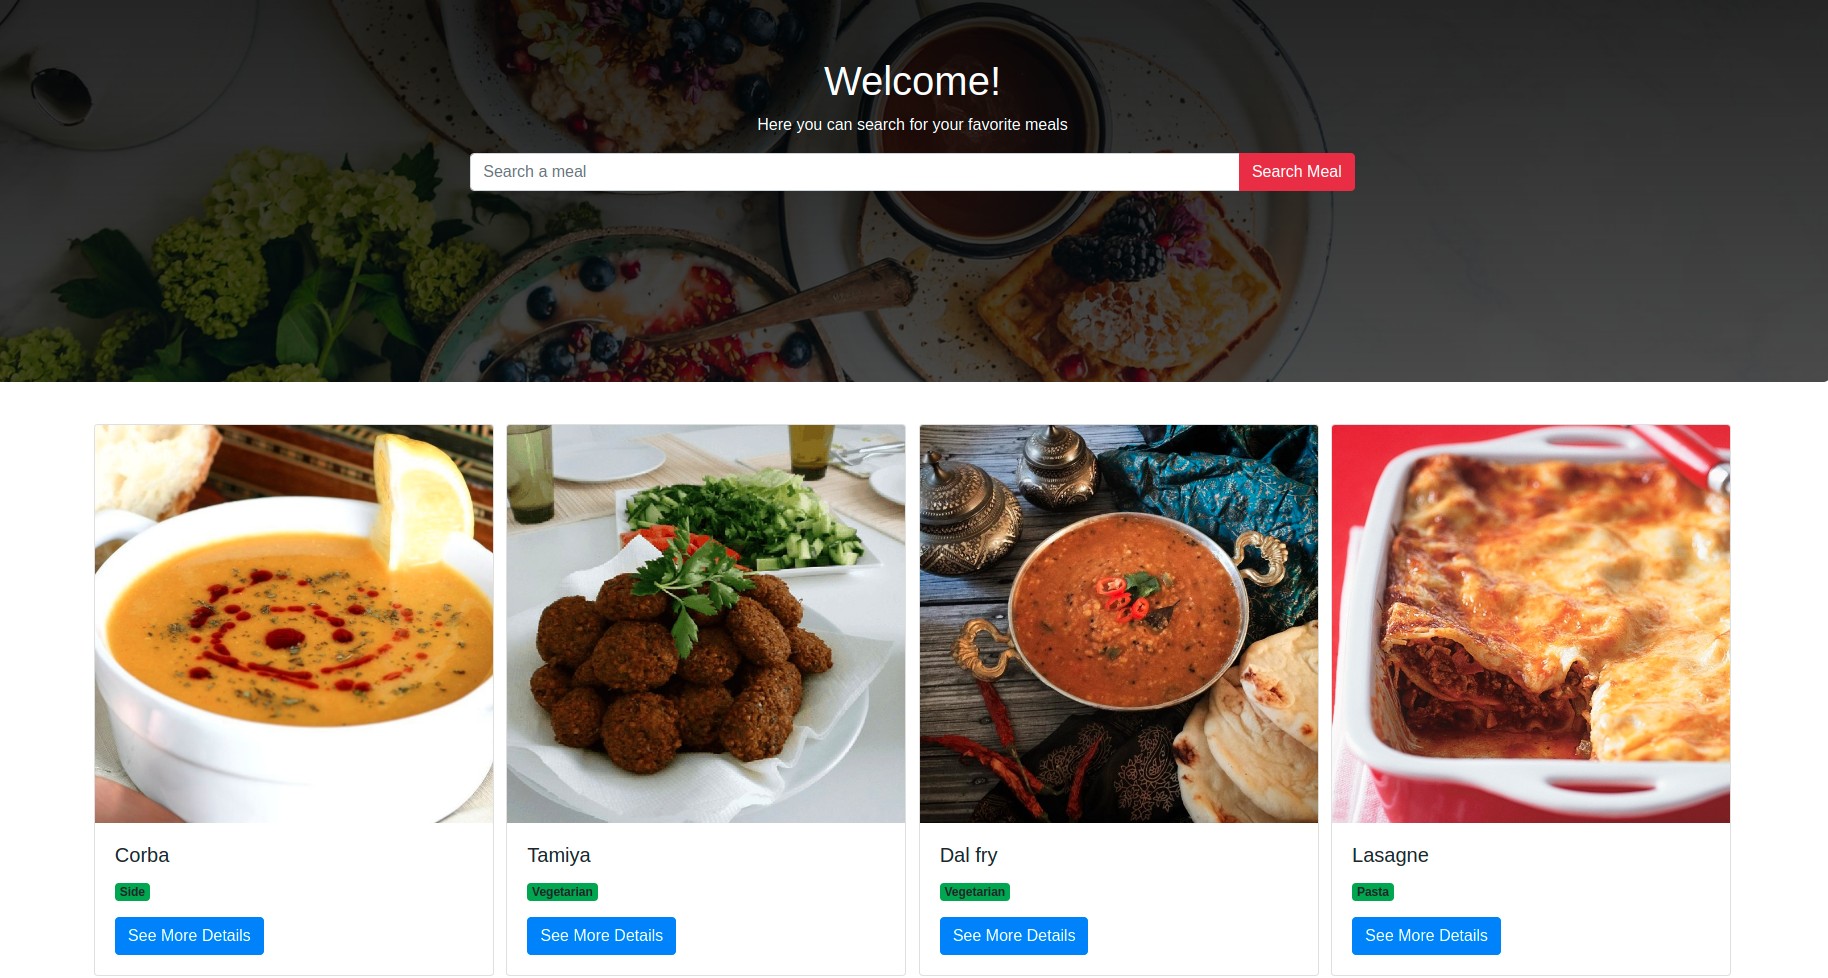 Welcome!
Here you can search for your favorite meals
Search a meal
Search Meal
Corba
Side
See More Details
Tamiya
Vegetarian
See More Details
Dal fry
Vegetarian
See More Details
Lasagne
Pasta
See More Details